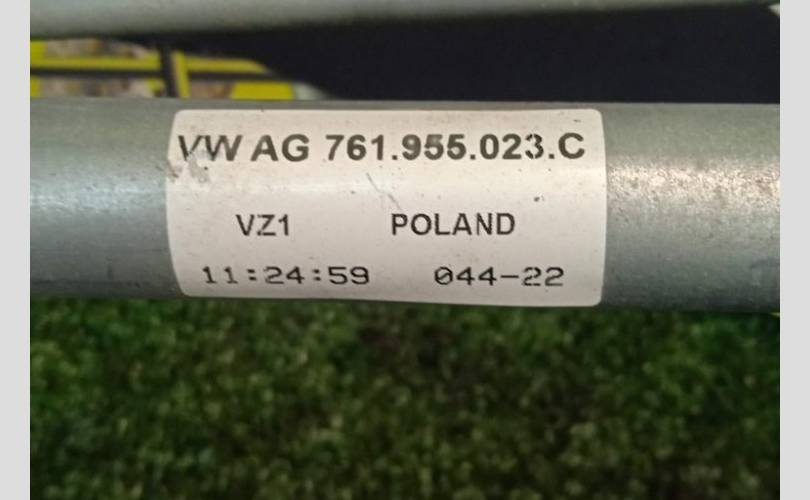 VW AG 761.955.023.C
VZ1 POLAND
11:24:59 044-22